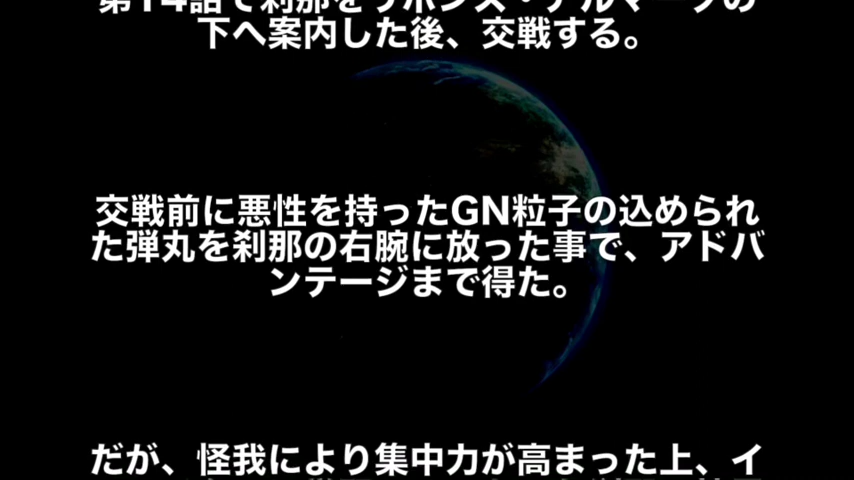 第14話で刹那をリボンズ・アルマークの
下へ案内した後、交戦する。
交戦前に悪性を持ったGN粒子の込められ
た弾丸を刹那の右腕に放った事で、アドバ
ンテージまで得た。
だが、怪我により集中力が高まった上、イ